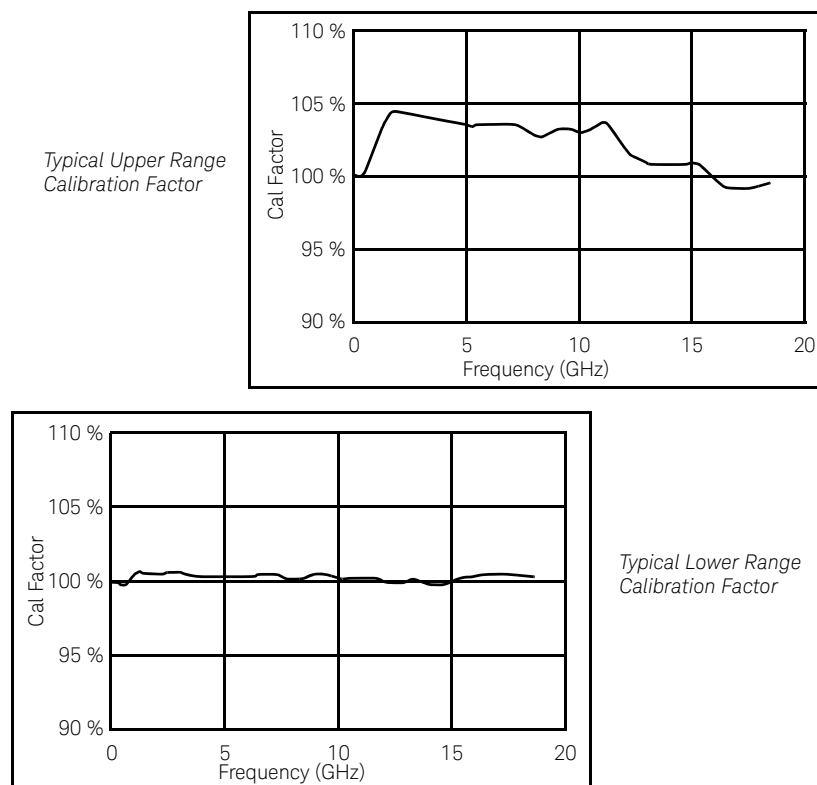 Typical Upper Range
Calibration Factor
110 %
105 %
100 %
95 %
90 %
Cal Factor
0
5
10
15
20
Frequency (GHz)
110 %
105 %
100 %
95 %
90 %
Cal Factor
0
5
10
15
20
Frequency (GHz)
Typical Lower Range
Calibration Factor